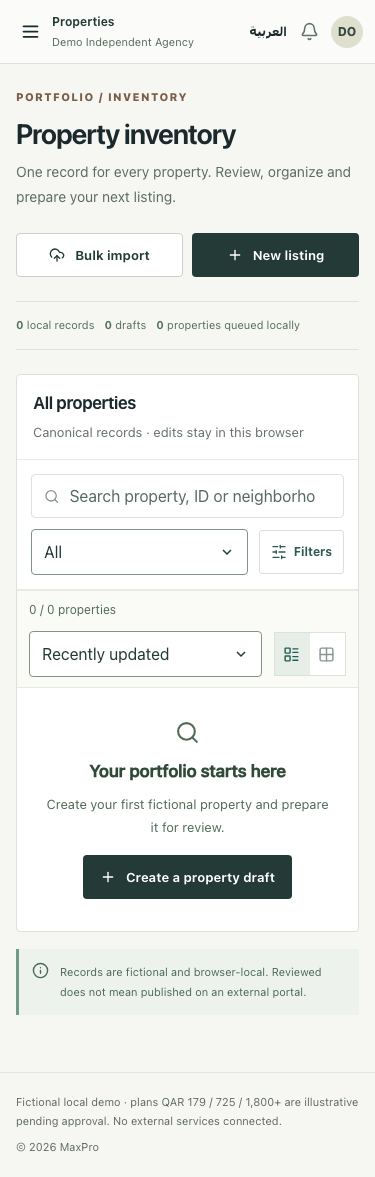 Properties
Demo Independent Agency
العربية
DO
PORTFOLIO / INVENTORY
Property inventory
One record for every property. Review, organize and
prepare your next listing.
Bulk import
New listing
0 local records 0 drafts 0 properties queued locally
All properties
Canonical records · edits stay in this browser
Search property, ID or neighborho
All
Filters
0 / 0 properties
Recently updated
Your portfolio starts here
Create your first fictional property and prepare
it for review.
Create a property draft
Records are fictional and browser-local. Reviewed
does not mean published on an external portal.
Fictional local demo · plans QAR 179 / 725 / 1,800+ are illustrative
pending approval. No external services connected.
© 2026 MaxPro